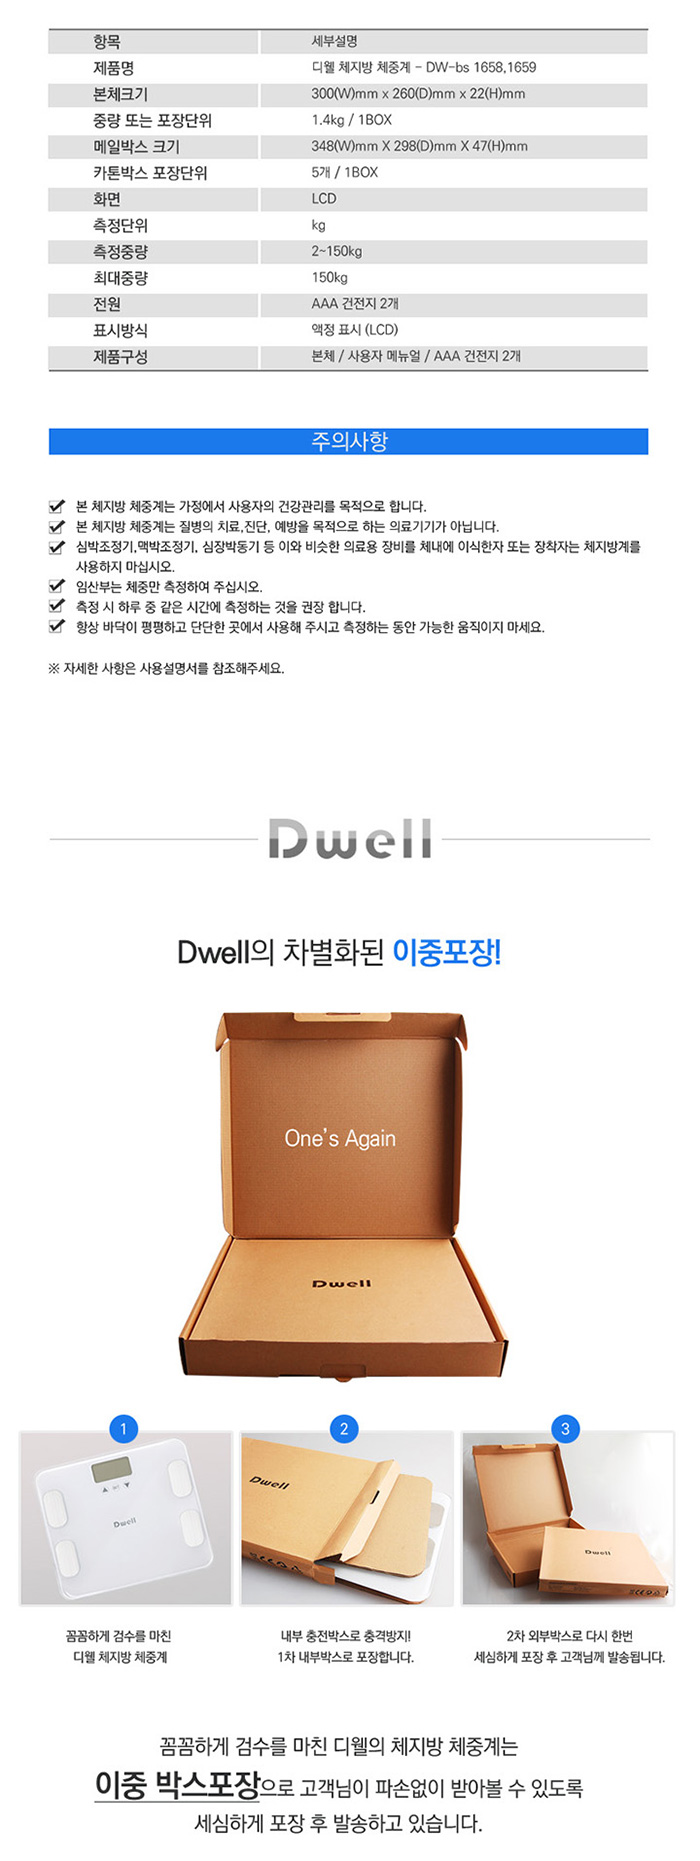 항목 세부설명
제품명 디웰 체지방 체중계 - DW-bs 1658,1659
본체크기 300(W)mm x 260(D)mm x 22(H)mm
중량 또는 포장단위 1.4kg / 1BOX
메일박스 크기 348(W)mm X 298(D)mm X 47(H)mm
카톤박스 포장단위 5개 / 1BOX
화면 LCD
측정단위 kg
측정중량 2~150kg
최대중량 150kg
전원 AAA 건전지 2개
표시방식 액정 표시 (LCD)
제품구성 본체 / 사용자 메뉴얼 / AAA 건전지 2개
주의사항
본 체지방 체중계는 가정에서 사용자의 건강관리를 목적으로 합니다.
본 체지방 체중계는 질병의 치료,진단, 예방을 목적으로 하는 의료기기가 아닙니다.
심박조정기,맥박조정기, 심장박동기 등 이와 비슷한 의료용 장비를 체내에 이식한자 또는 장착자는 체지방계를
사용하지 마십시오.
임산부는 체중만 측정하여 주십시오.
측정 시 하루 중 같은 시간에 측정하는 것을 권장 합니다.
항상 바닥이 평평하고 단단한 곳에서 사용해 주시고 측정하는 동안 가능한 움직이지 마세요.
※ 자세한 사항은 사용설명서를 참조해주세요.
Dwell
Dwell의 차별화된 이중포장!
One's Again
Dwell
1
2
3
Dwell
Dwell
Dwell
꼼꼼하게 검수를 마친
디웰 체지방 체중계
내부 충전박스로 충격방지!
1차 내부박스로 포장합니다.
2차 외부박스로 다시 한번
세심하게 포장 후 고객님께 발송됩니다.
꼼꼼하게 검수를 마친 디웰의 체지방 체중계는
이중 박스포장으로 고객님이 파손없이 받아볼 수 있도록
세심하게 포장 후 발송하고 있습니다.